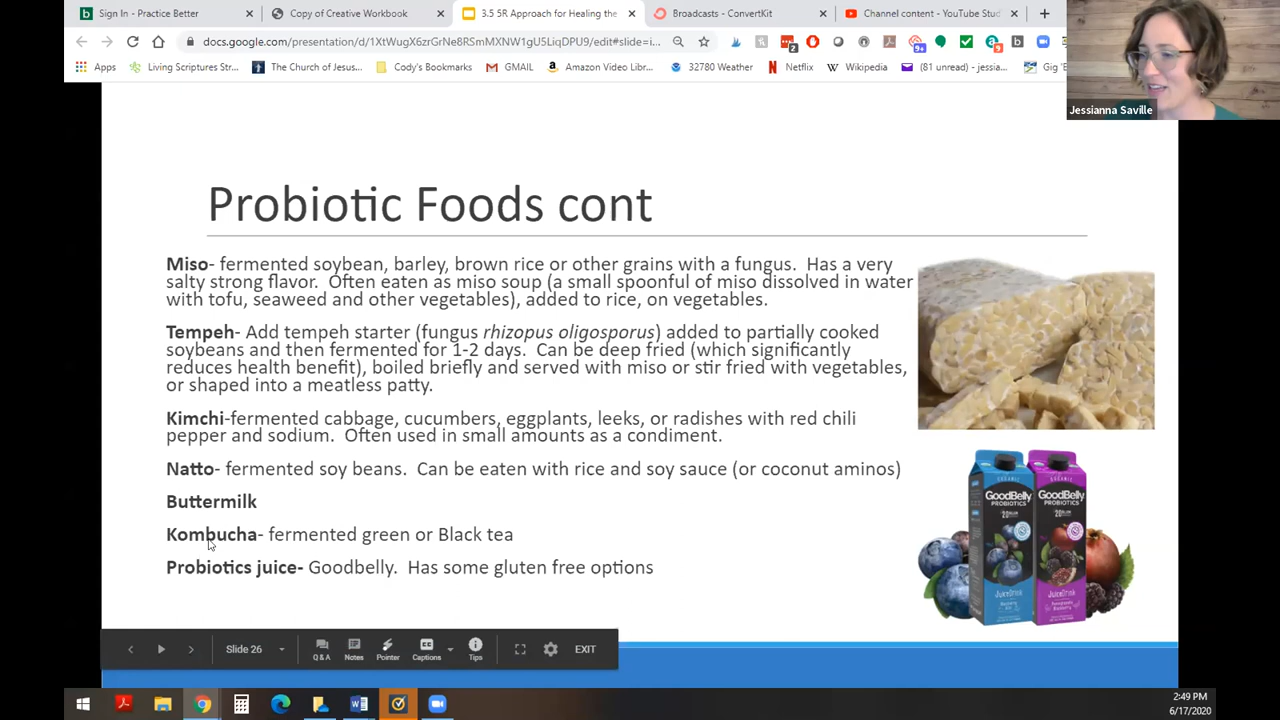 Sign In - Practice Better
Copy of Creative Workbook
3.5 5R Approach for Healing the
Broadcasts - ConvertKit
Channel content - YouTube Stud
docs.google.com/presentation/d/1XtWugX6zrGrNe8RSmMXNW1gU5LiqDPU9/edit#slide=i...
Apps
Living Scriptures Str...
The Church of Jesus...
Cody's Bookmarks
GMAIL
Amazon Video Libr...
32780 Weather
Netflix
Wikipedia
(81 unread) - jessia...
Gig 'E
Jessianna Saville
Probiotic Foods cont
Miso- fermented soybean, barley, brown rice or other grains with a fungus. Has a very
salty strong flavor. Often eaten as miso soup (a small spoonful of miso dissolved in water
with tofu, seaweed and other vegetables), added to rice, on vegetables.
Tempeh- Add tempeh starter (fungus rhizopus oligosporus) added to partially cooked
soybeans and then fermented for 1-2 days. Can be deep fried (which significantly
reduces health benefit), boiled briefly and served with miso or stir fried with vegetables,
or shaped into a meatless patty.
Kimchi-fermented cabbage, cucumbers, eggplants, leeks, or radishes with red chili
pepper and sodium. Often used in small amounts as a condiment.
Natto- fermented soy beans. Can be eaten with rice and soy sauce (or coconut aminos)
Buttermilk
Kombucha- fermented green or Black tea
Probiotics juice- Goodbelly. Has some gluten free options
GoodBelly
PROBIOTICS
JuiceDrink
GoodBelly
PROBIOTICS
JuiceDrink
Slide 26
Q & A
Notes
Pointer
Captions
Tips
EXIT
2:49 PM
6/17/2020